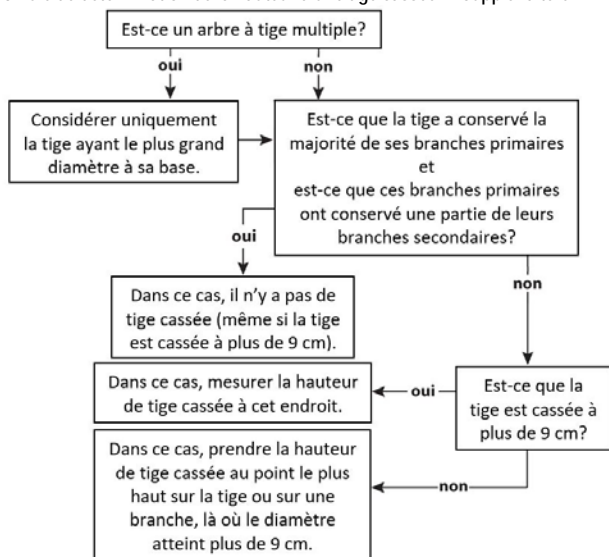 Est-ce un arbre à tige multiple?
oui
non
Considérer uniquement
la tige ayant le plus grand
diamètre à sa base.
Est-ce que la tige a conservé la
majorité de ses branches primaires
et
est-ce que ces branches primaires
ont conservé une partie de leurs
branches secondaires?
oui
non
Dans ce cas, il n'y a pas de
tige cassée (même si la tige
est cassée à plus de 9 cm).
Est-ce que la
tige est cassée à
plus de 9 cm?
oui
Dans ce cas, mesurer la hauteur
de tige cassée à cet endroit.
non
Dans ce cas, prendre la hauteur
de tige cassée au point le plus
haut sur la tige ou sur une
branche, là où le diamètre
atteint plus de 9 cm.